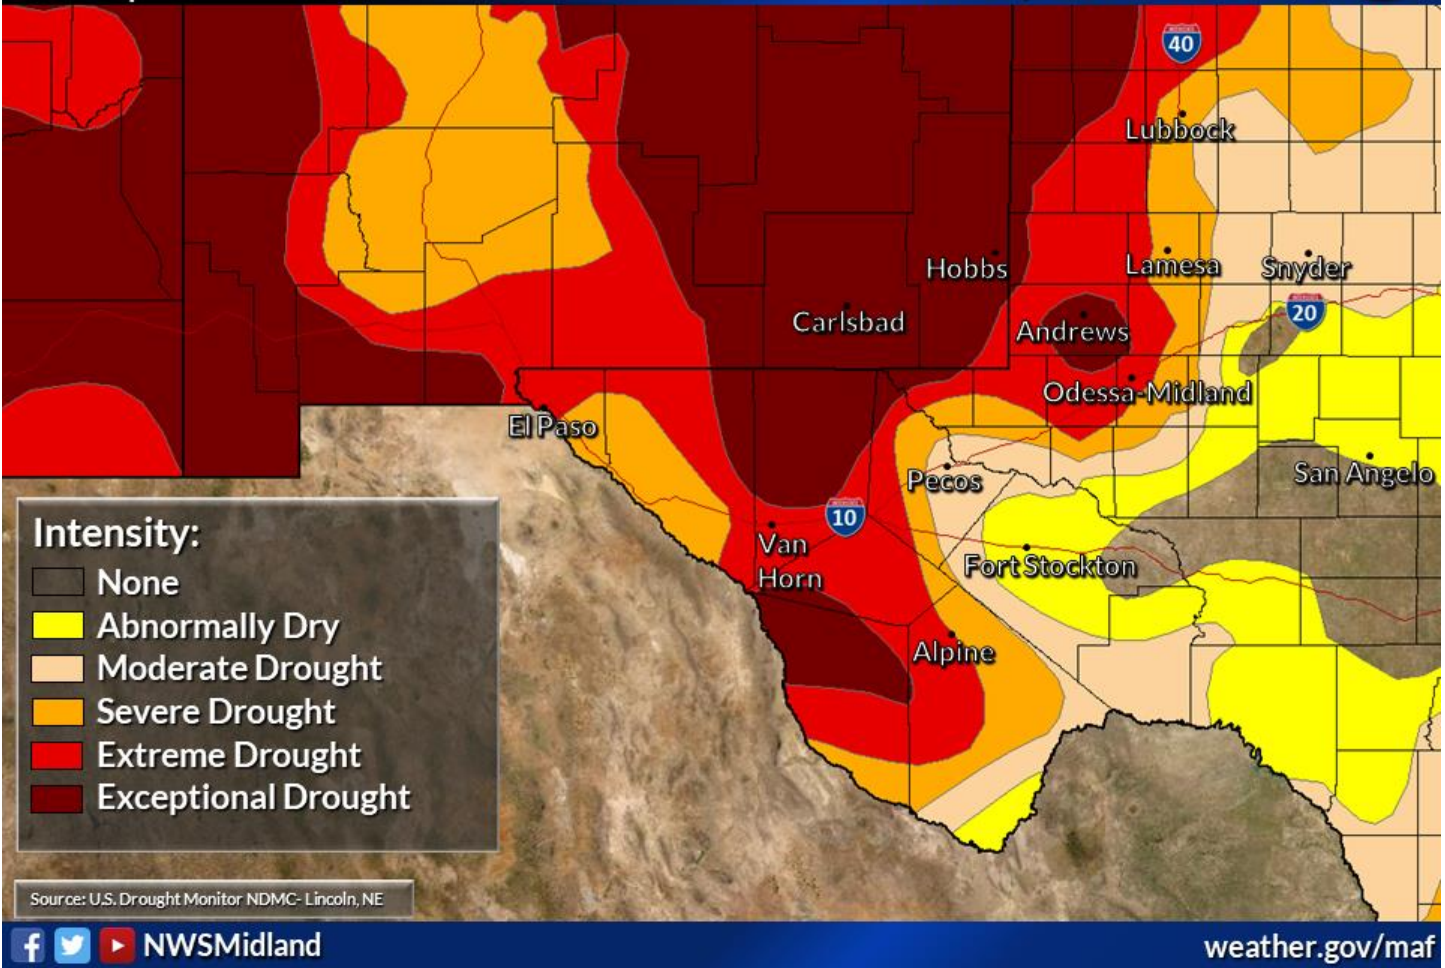 40
Lubbock
Hobbs
Lamesa
Snyder
Carlsbad
Andrews
20
Odessa-Midland
El Paso
Pecos
San Angelo
10
Van
Horn
Fort Stockton
Alpine
Intensity:
None
Abnormally Dry
Moderate Drought
Severe Drought
Extreme Drought
Exceptional Drought
Source: U.S. Drought Monitor NDMC- Lincoln, NE
NWSMidland
weather.gov/maf